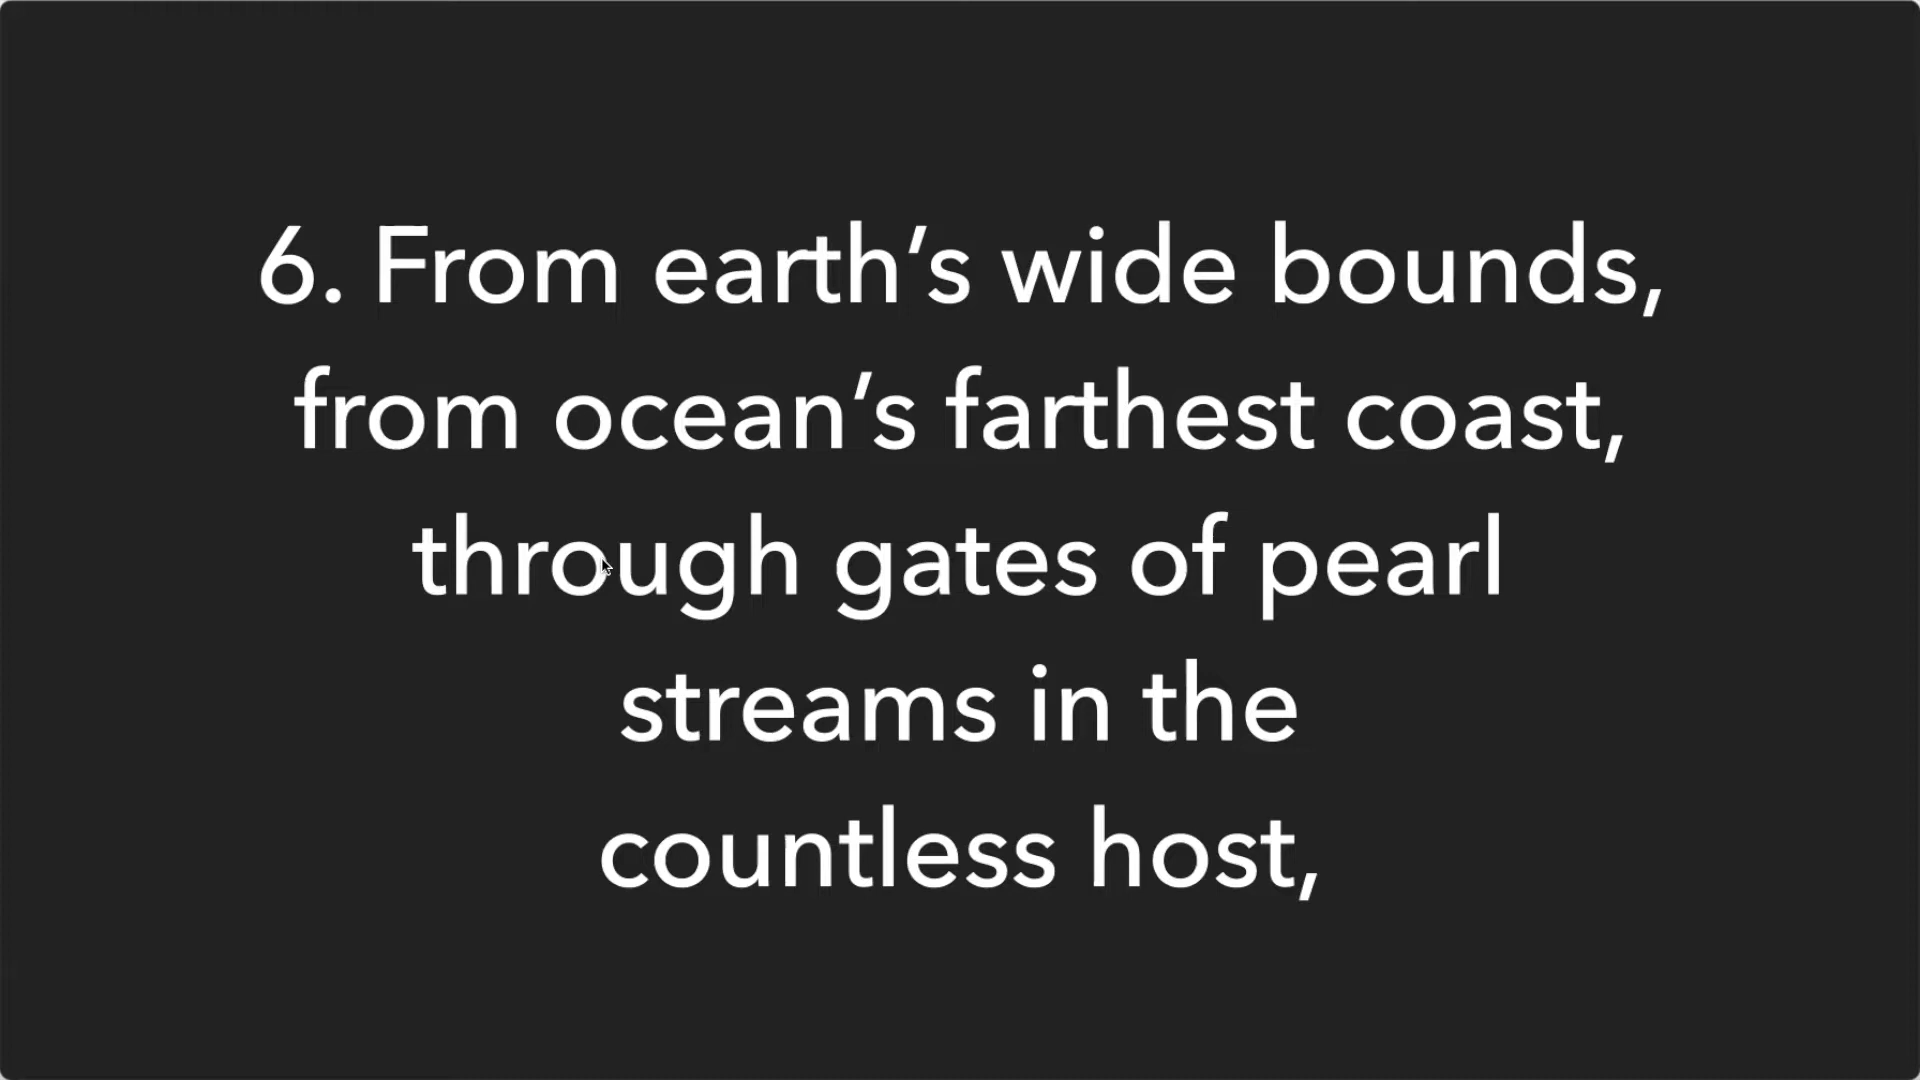 6. From earth’s wide bounds,
from ocean’s farthest coast,
through gates of pearl
streams in the
countless host,